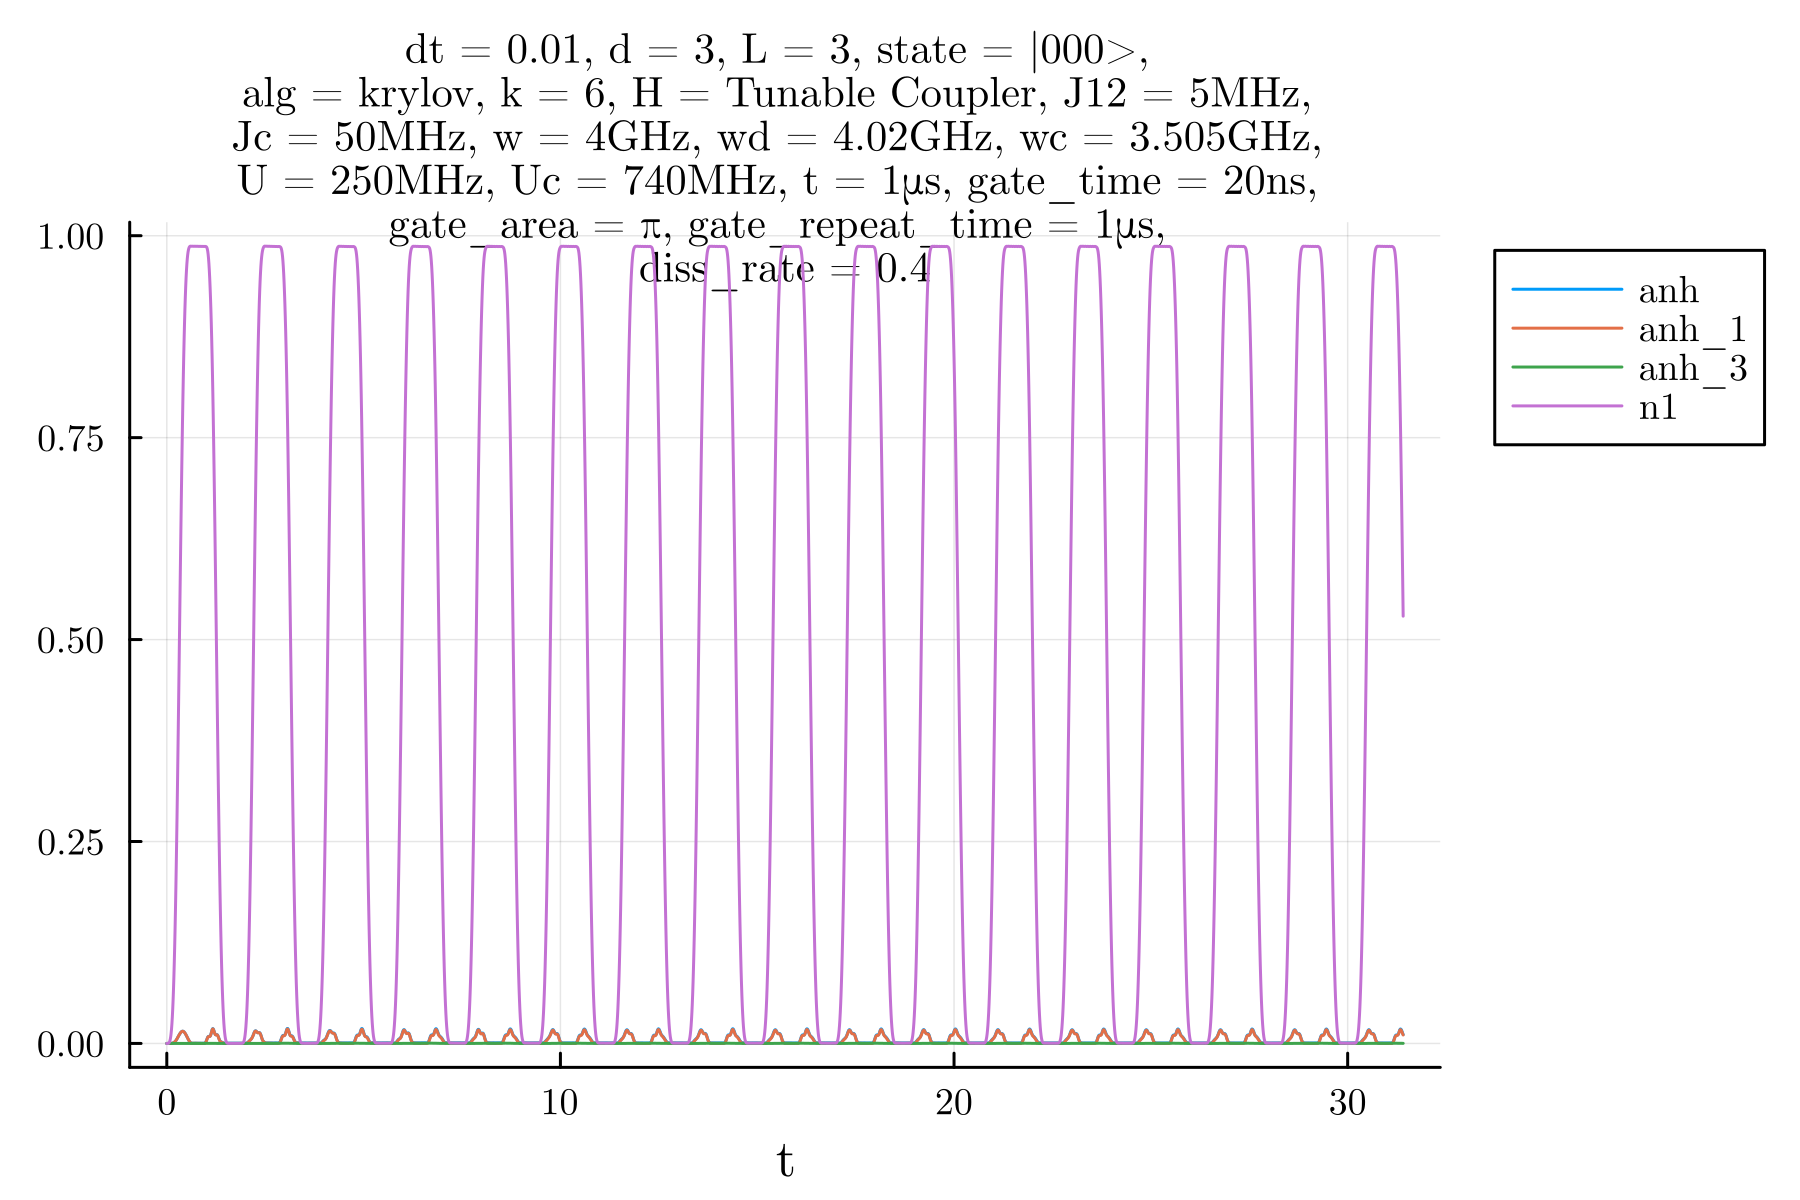 dt = 0.01, d = 3, L = 3, state = |000>,
alg = krylov, k = 6, H = Tunable Coupler, J12 = 5MHz,
Jc = 50MHz, w = 4GHz, wd = 4.02GHz, wc = 3.505GHz,
U = 250MHz, Uc = 740MHz, t = 1μs, gate_time = 20ns,
gate_area = π, gate_repeat_time = 1μs,
diss_rate = 0.4
1.00
0.75
0.50
0.25
0.00
0 10 20 30
t
anh
anh_1
anh_3
n1